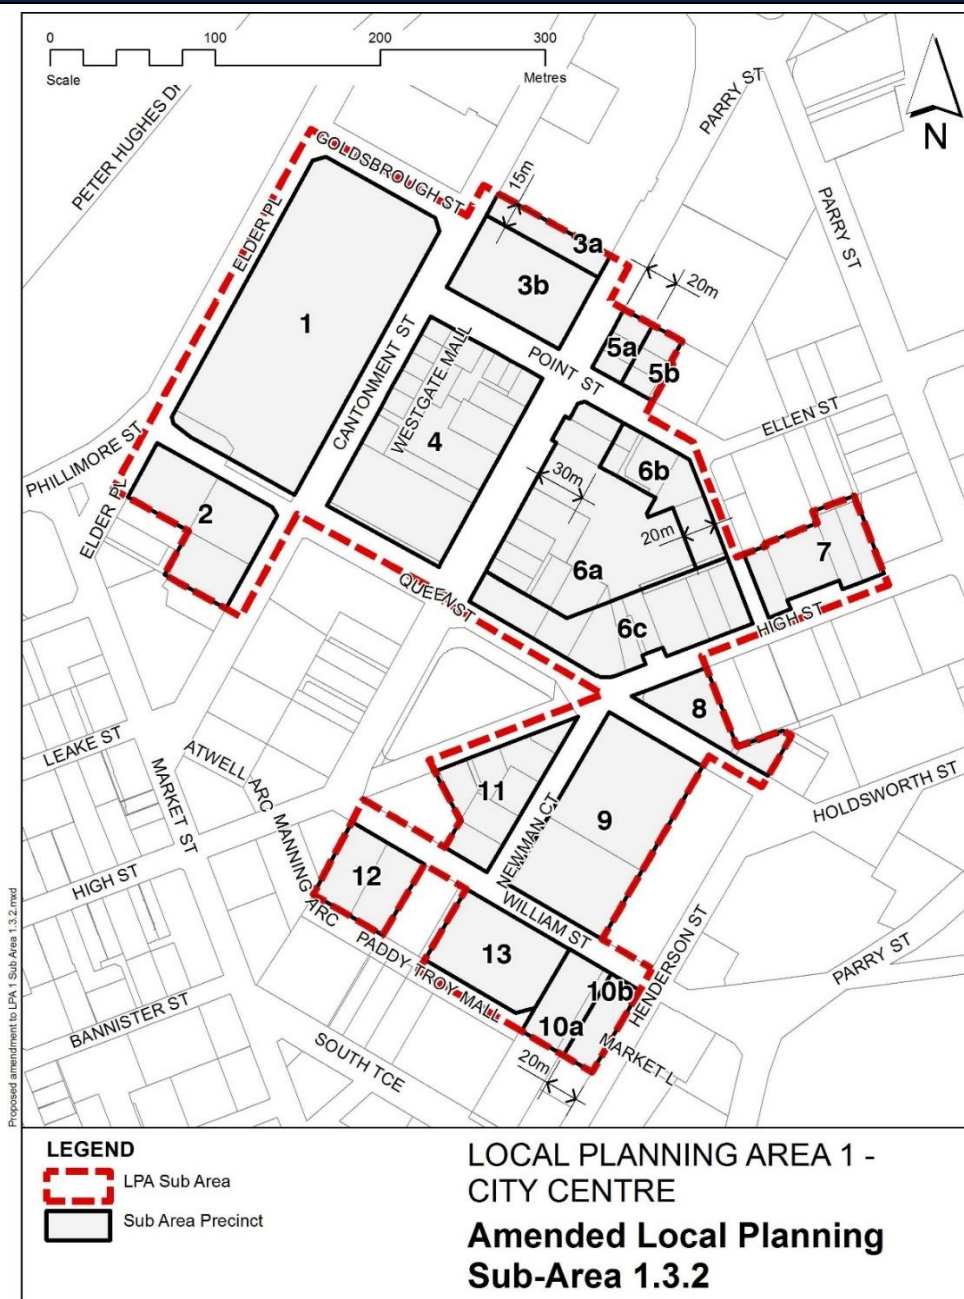 0 100 200 300
Scale Metres
PETER HUGHES D
PARRY ST
N
GOLDSBROUGH ST
15m
ELDER PL
PARRY ST
3a
3b
20m
1
5a
5b
POINT ST
CANTONMENT ST
WESTGATE MALL
ELLEN ST
PHILLIMORE ST
4
30m
6b
ELDER PL
2
20m
7
QUEEN ST
6a
6c
HIGH ST
8
LEAKE ST
ATWELL ARC
MARKET ST
11
NEWMAN CT
9
HOLDSWORTH ST
HIGH ST
MANNING ARC
12
WILLIAM ST
HENDERSON ST
PADDY TROY MALL
13
PARRY ST
BANNISTER ST
10b
10a
SOUTH TCE
MARKET L
20m
Proposed amendment to LPA 1 Sub Area 1.3.2.mxd
LEGEND
LPA Sub Area
Sub Area Precinct
LOCAL PLANNING AREA 1 -
CITY CENTRE
Amended Local Planning
Sub-Area 1.3.2